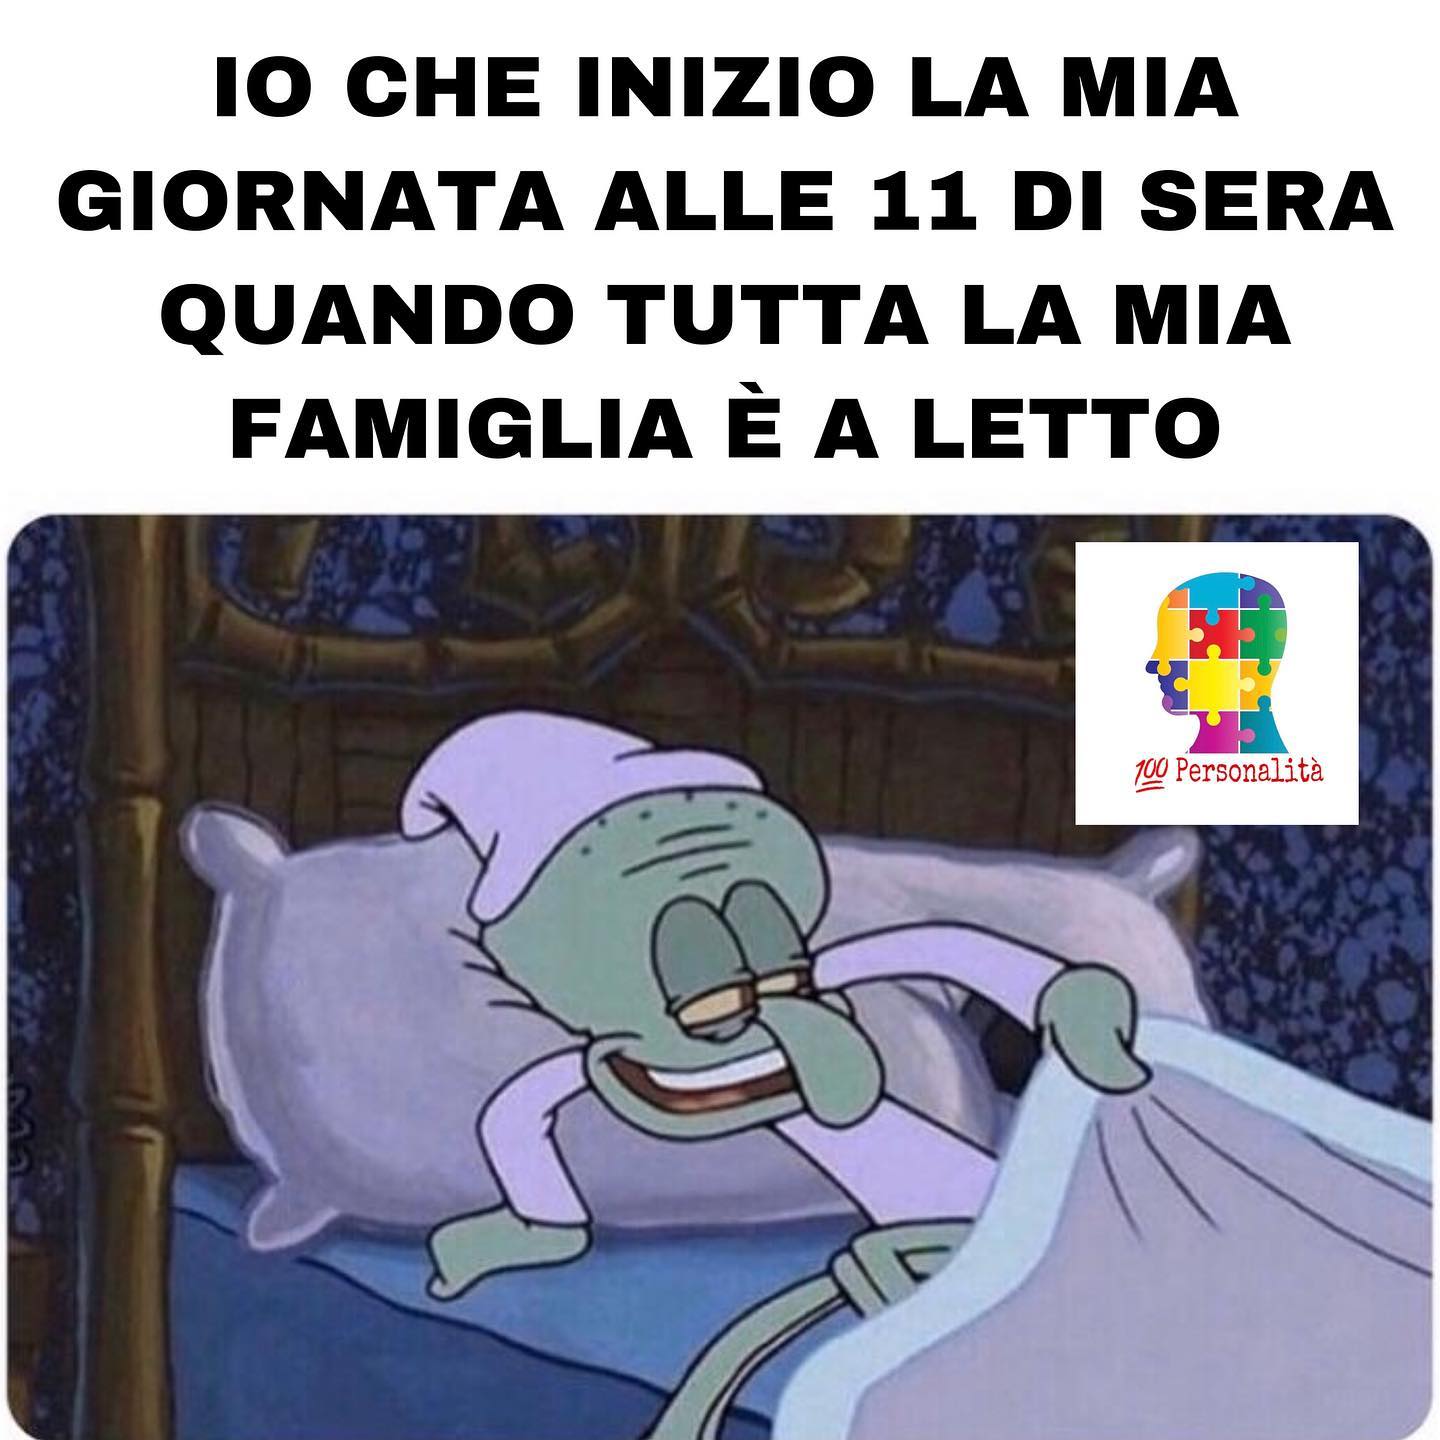 IO CHE INIZIO LA MIA
GIORNATA ALLE 11 DI SERA
QUANDO TUTTA LA MIA
FAMIGLIA È A LETTO
100 Personalità